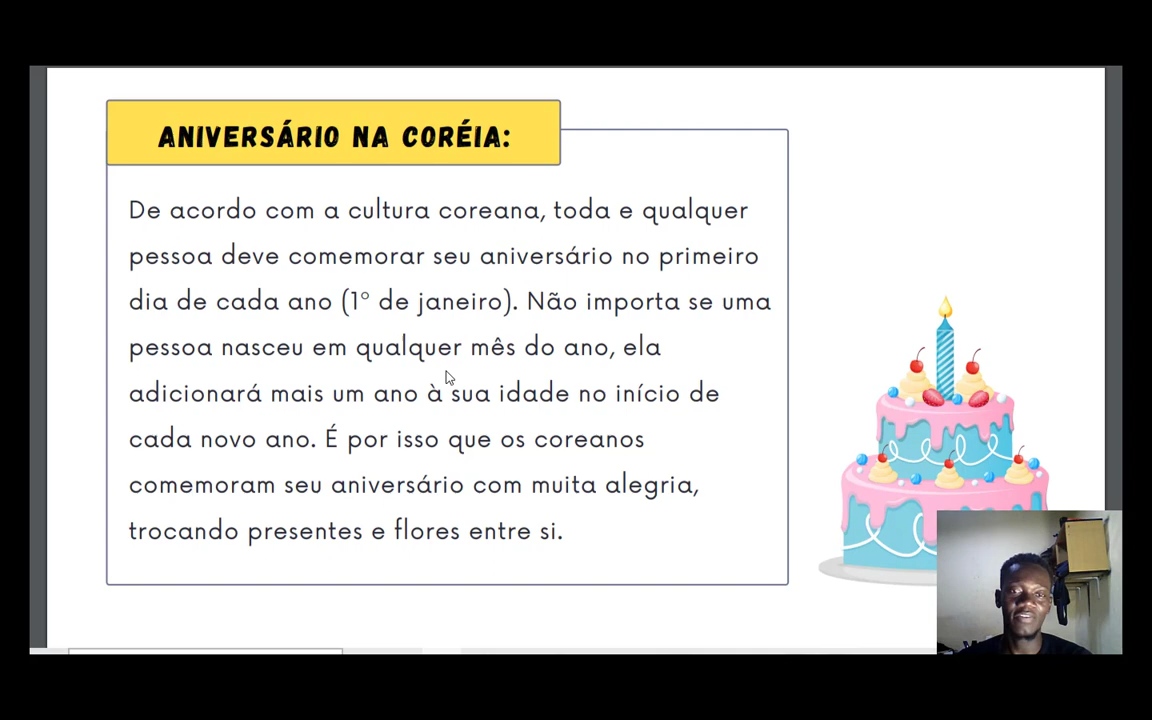 ANIVERSÁRIO NA CORÉIA:
De acordo com a cultura coreana, toda e qualquer
pessoa deve comemorar seu aniversário no primeiro
dia de cada ano (1° de janeiro). Não importa se uma
pessoa nasceu em qualquer mês do ano, ela
adicionará mais um ano à sua idade no início de
cada novo ano. É por isso que os coreanos
comemoram seu aniversário com muita alegria,
trocando presentes e flores entre si.